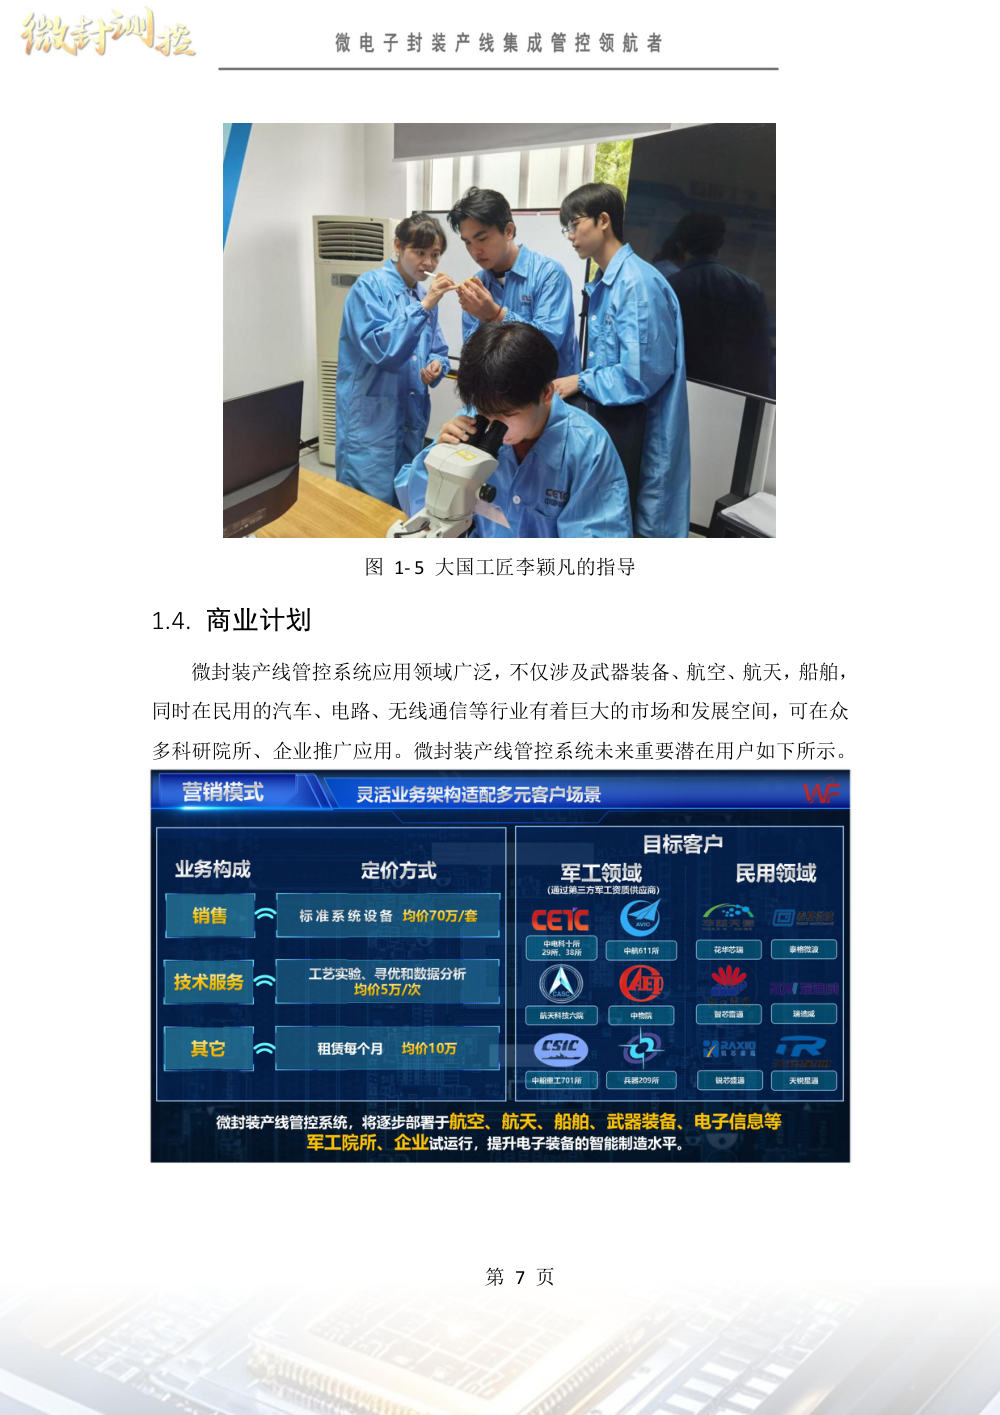 微封测控
微电子封装产线集成管控领航者
CETC
图 1-5 大国工匠李颖凡的指导
1.4. 商业计划
微封装产线管控系统应用领域广泛，不仅涉及武器装备、航空、航天，船舶，
同时在民用的汽车、电路、无线通信等行业有着巨大的市场和发展空间，可在众
多科研院所、企业推广应用。微封装产线管控系统未来重要潜在用户如下所示。
营销模式 灵活业务架构适配多元客户场景 WF
业务构成 定价方式
销售 标准系统设备 均价70万/套
技术服务 工艺实验、寻优和数据分析
均价5万/次
其它 租赁每个月 均价10万
目标客户
军工领域 民用领域
(通过第三方军工资质供应商)
CETC AVIC
中电科十所
29所、38所
中航611所 花华芯瑞 泰格微波
CASC
航天科技六院 中物院 智芯雷通 瑞迪威
CSIC RAXIO
中船重工701所 兵器209所 锐芯盛通 天锐星通
微封装产线管控系统，将逐步部署于航空、航天、船舶、武器装备、电子信息等
军工院所、企业试运行，提升电子装备的智能制造水平。
第 7 页